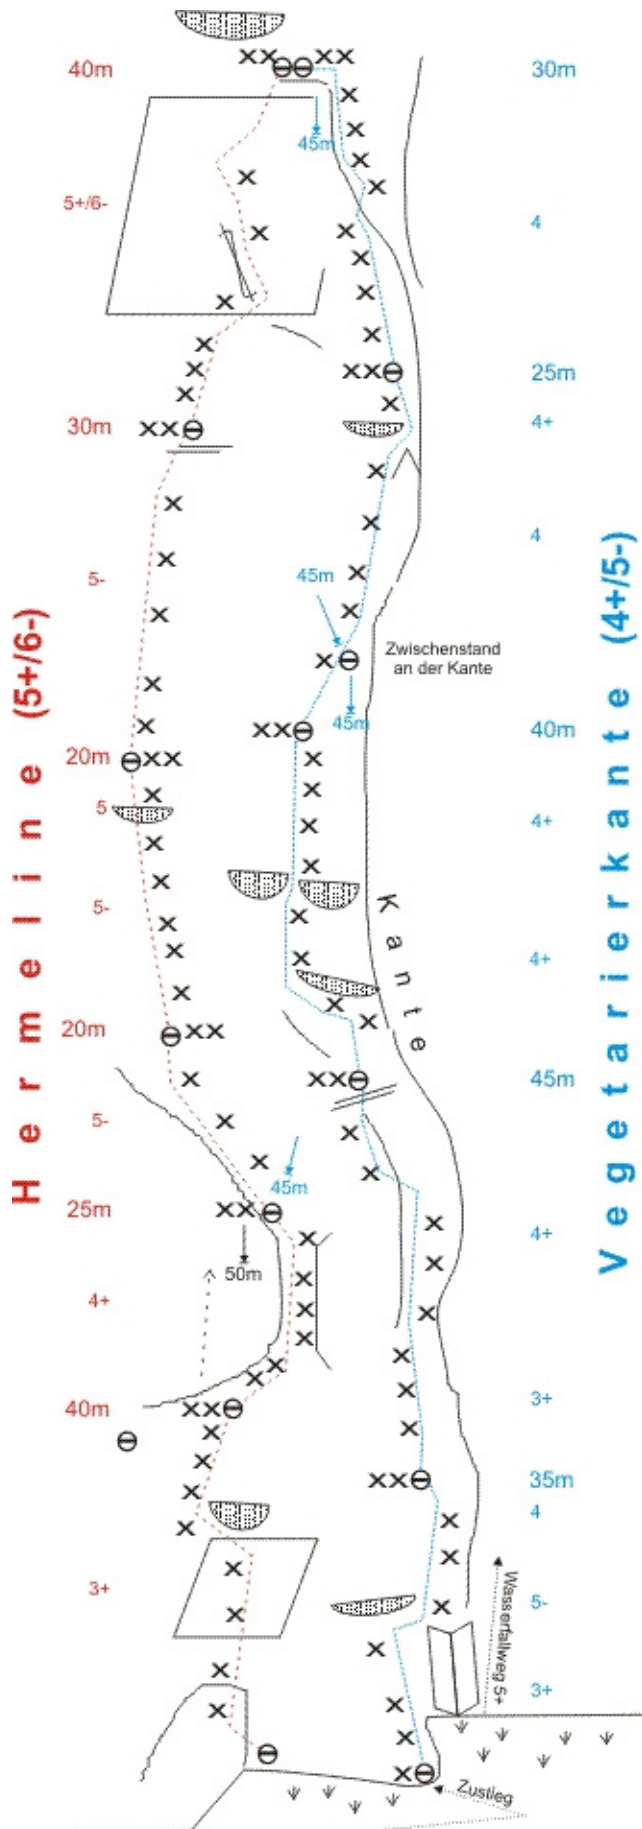 40m
30m
45m
5+/6-
4
25m
30m
4+
4
5-
45m
Zwischenstand
an der Kante
45m
20m
40m
5
4+
5-
4+
Kante
20m
45m
5-
45m
25m
4+
50m
4+
3+
40m
35m
4
3+
5-
Wasserfallweg 5+
3+
Zustieg
Hermeline (5+/6-)
Vegetarierkante (4+/5-)